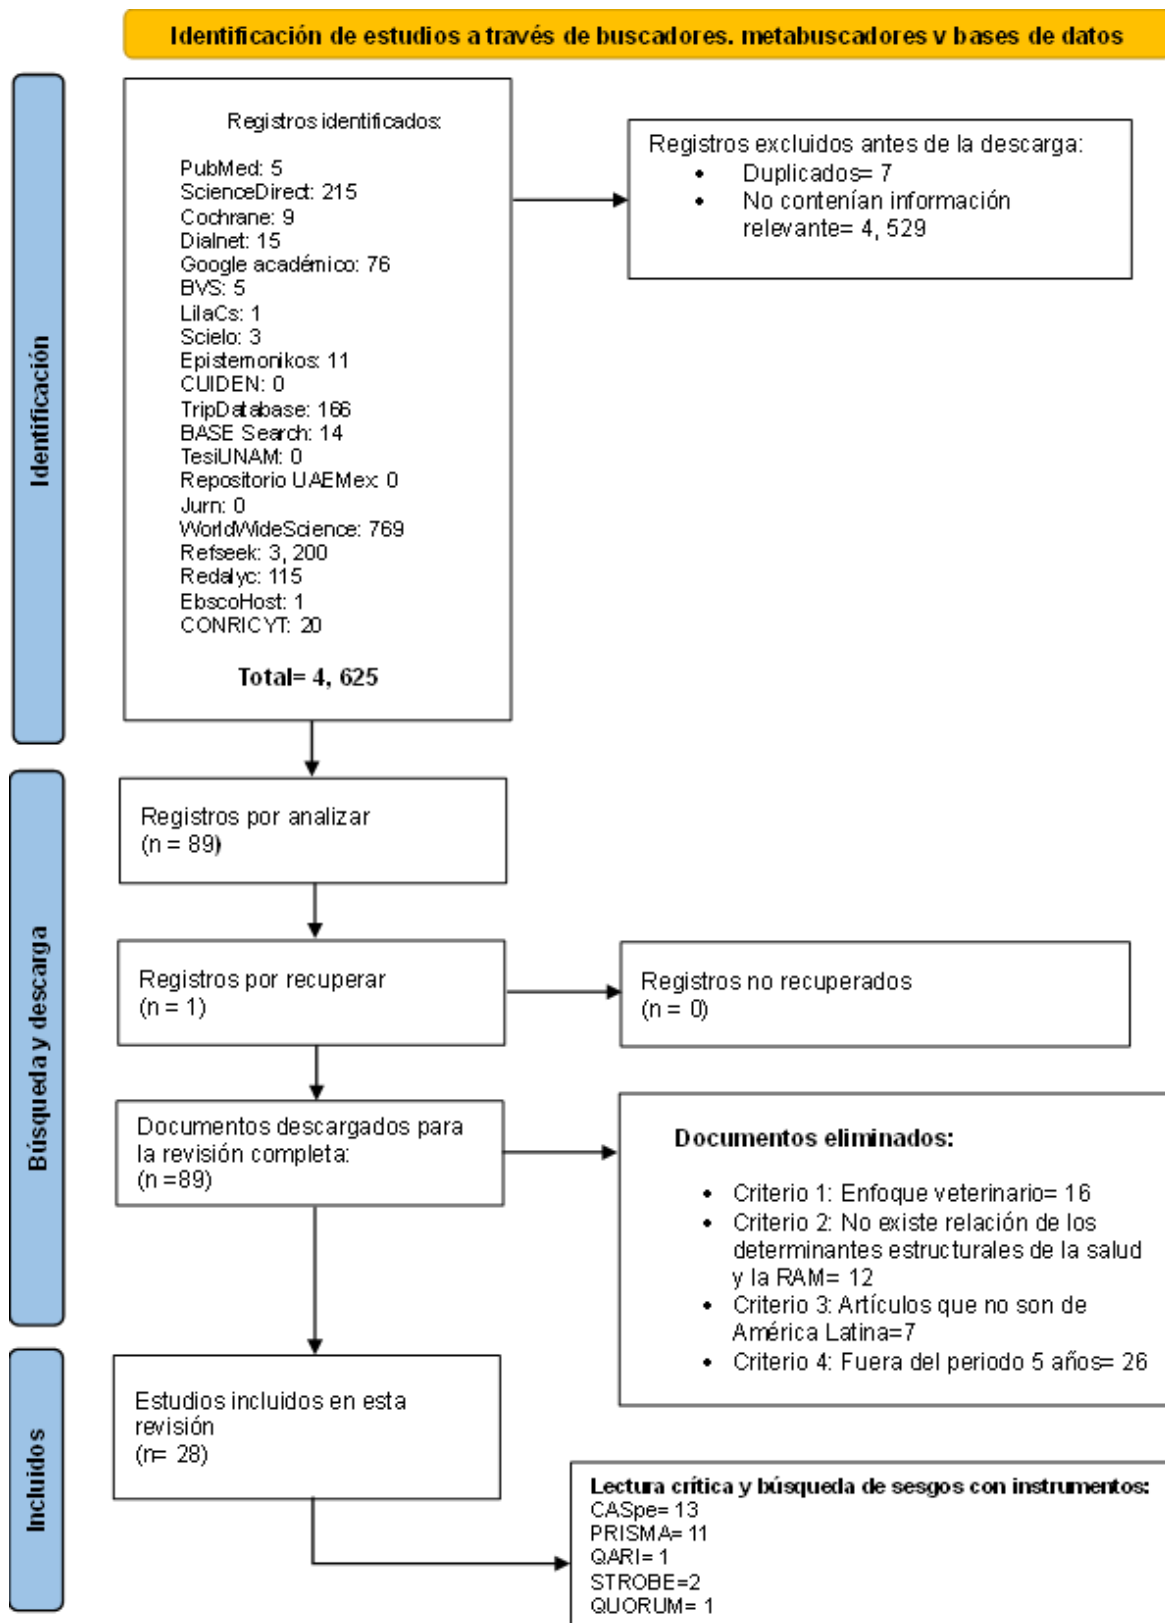 Identificación de estudios a través de buscadores. metabuscadores v bases de datos
Identificación
Registros identificados:
PubMed: 5
ScienceDirect: 215
Cochrane: 9
Dialnet: 15
Google académico: 76
BVS: 5
LilaCs: 1
Scielo: 3
Epistemonikos: 11
CUIDEN: 0
TripDatabase: 166
BASE Search: 14
TesiUNAM: 0
Repositorio UAEMex: 0
Jurn: 0
WorldWideScience: 769
Refseek: 3, 200
Redalyc: 115
EbscoHost: 1
CONRICYT: 20
Total= 4, 625
Registros excluidos antes de la descarga:
• Duplicados= 7
• No contenían información
relevante= 4, 529
Búsqueda y descarga
Registros por analizar
(n = 89)
Registros por recuperar
(n = 1)
Registros no recuperados
(n = 0)
Documentos descargados para
la revisión completa:
(n =89)
Documentos eliminados:
• Criterio 1: Enfoque veterinario= 16
• Criterio 2: No existe relación de los
determinantes estructurales de la salud
y la RAM= 12
• Criterio 3: Artículos que no son de
América Latina=7
• Criterio 4: Fuera del periodo 5 años= 26
Incluidos
Estudios incluidos en esta
revisión
(n= 28)
Lectura crítica y búsqueda de sesgos con instrumentos:
CASpe= 13
PRISMA= 11
QARI= 1
STROBE=2
QUORUM= 1